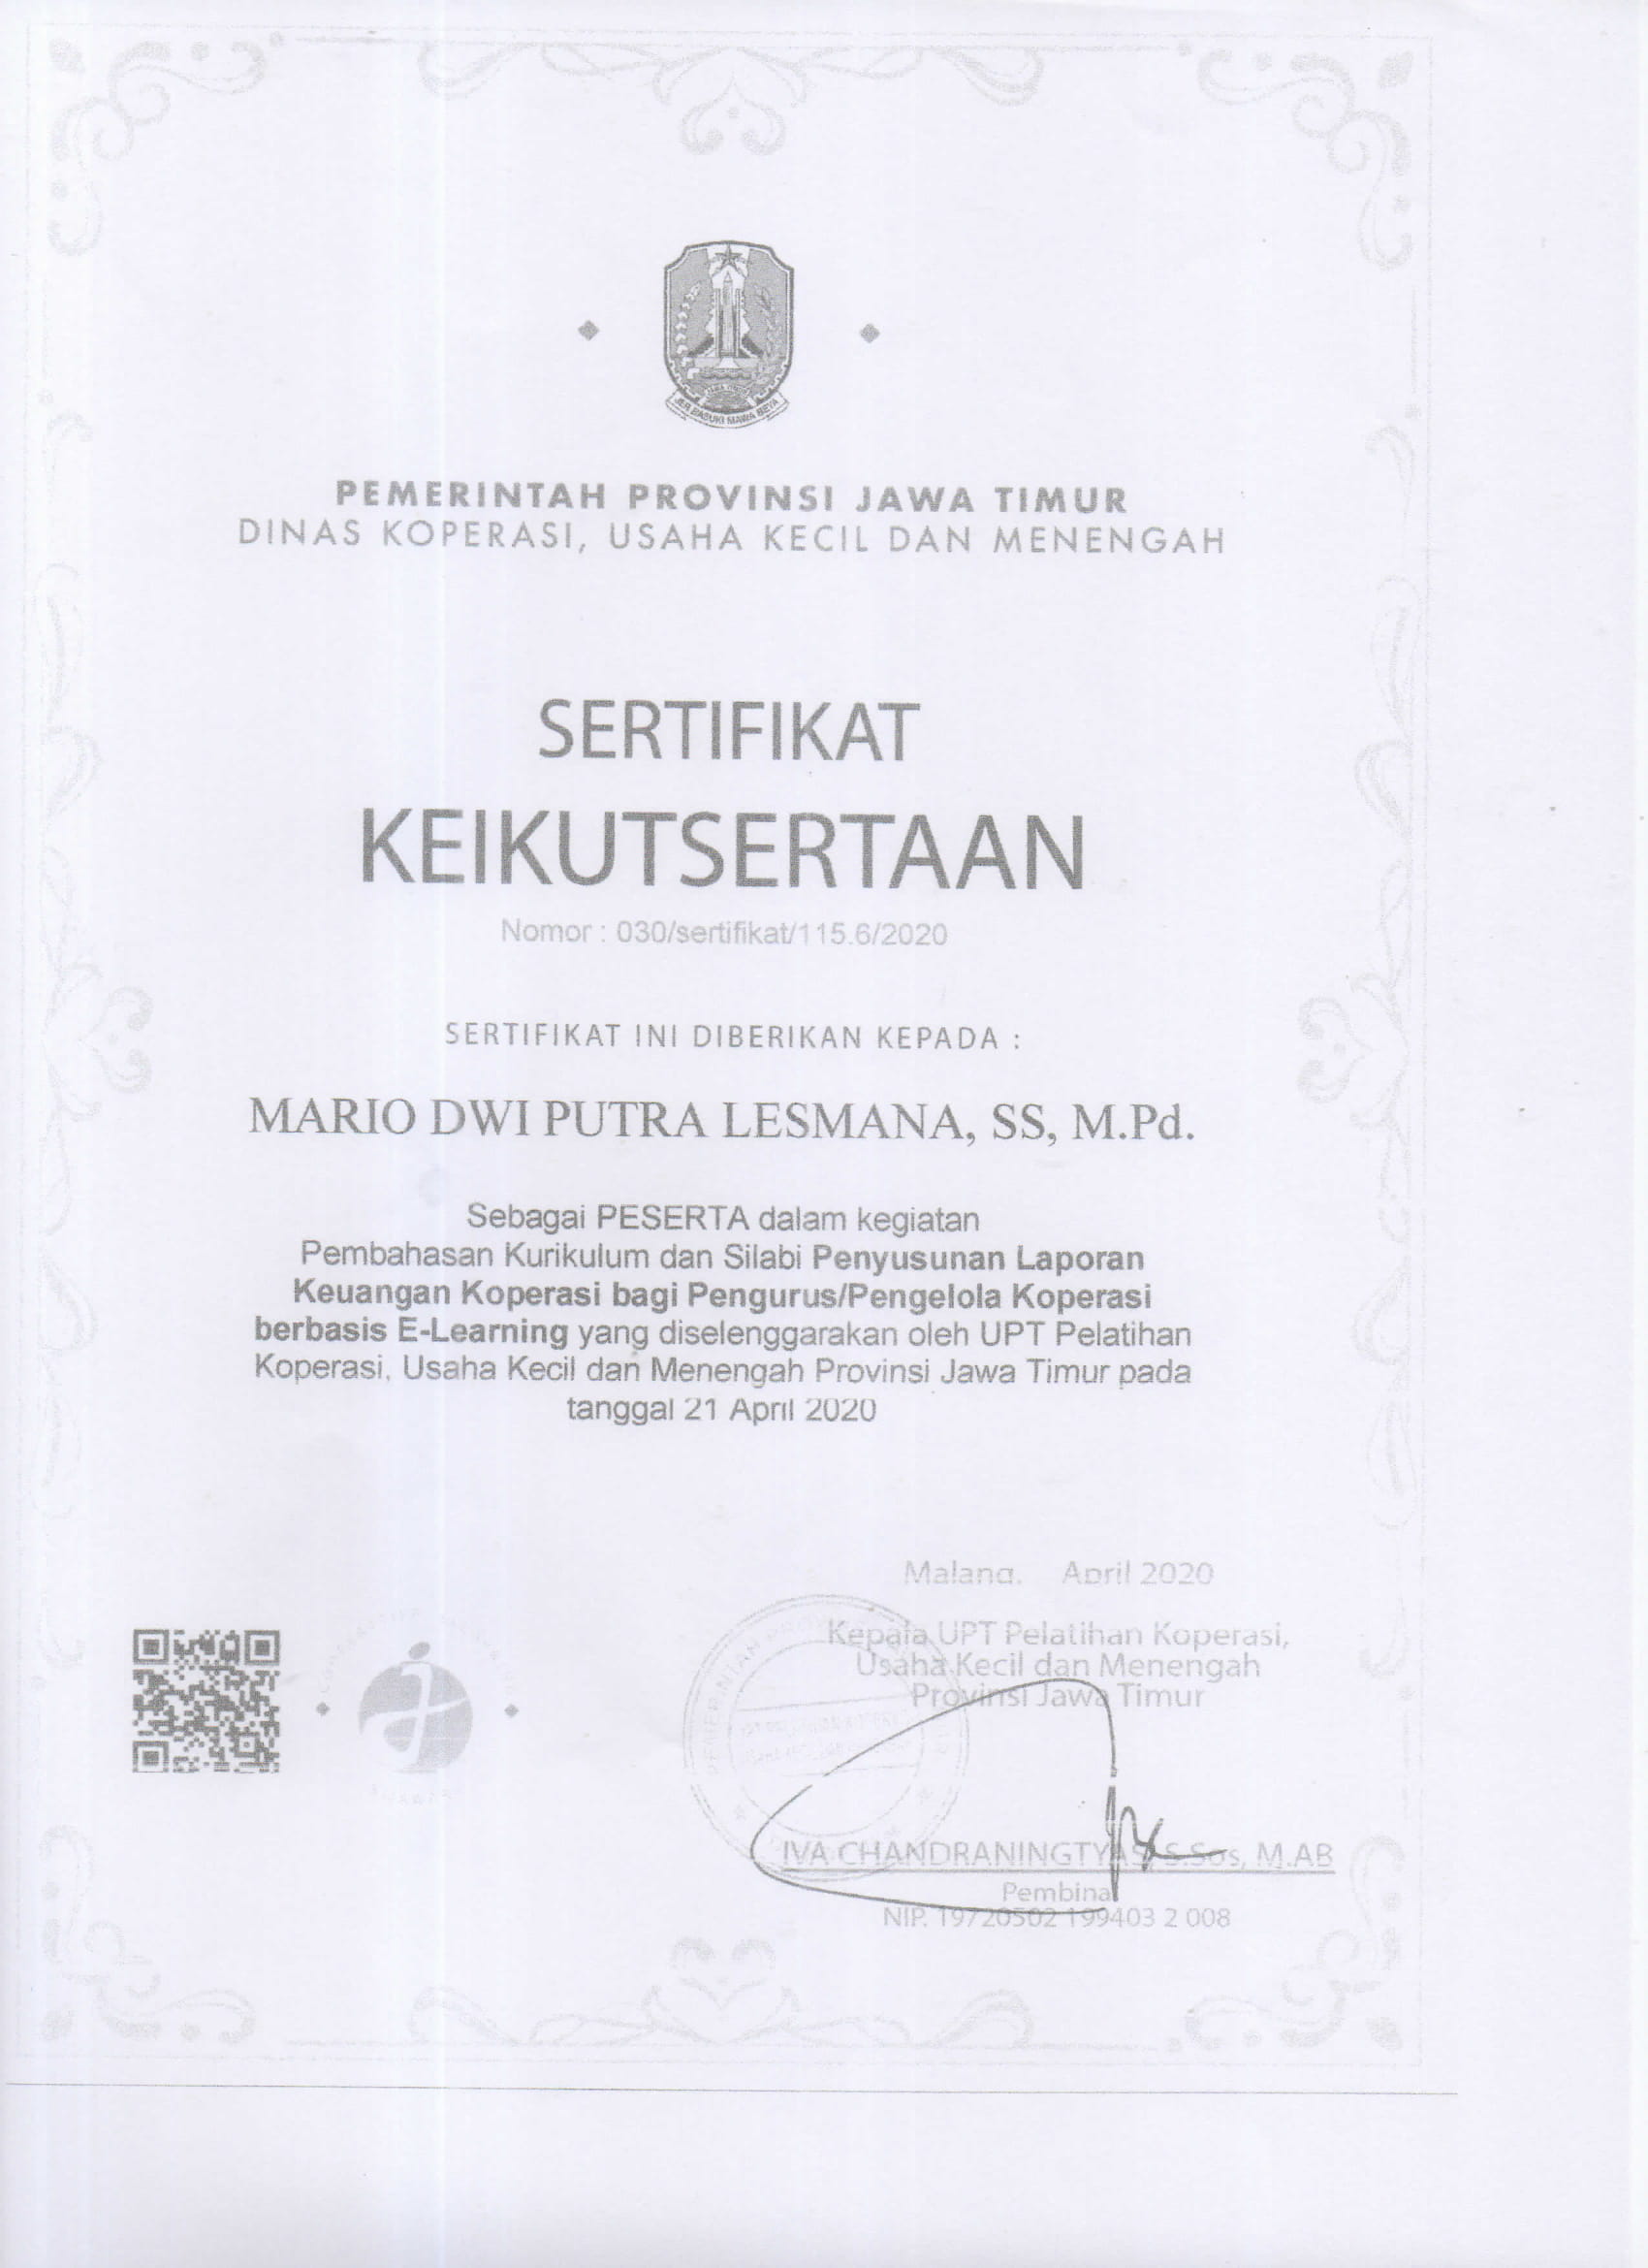 JER BASUKI MAWA BEYA
PEMERINTAH PROVINSI JAWA TIMUR
DINAS KOPERASI, USAHA KECIL DAN MENENGAH
SERTIFIKAT
KEIKUTSERTAAN
Nomor : 030/sertifikat/115.6/2020
SERTIFIKAT INI DIBERIKAN KEPADA :
MARIO DWI PUTRA LESMANA, SS, M.Pd.
Sebagai PESERTA dalam kegiatan
Pembahasan Kurikulum dan Silabi Penyusunan Laporan
Keuangan Koperasi bagi Pengurus/Pengelola Koperasi
berbasis E-Learning yang diselenggarakan oleh UPT Pelatihan
Koperasi, Usaha Kecil dan Menengah Provinsi Jawa Timur pada
tanggal 21 April 2020
Malang, April 2020
Kepala UPT Pelatihan Koperasi,
Usaha Kecil dan Menengah
Provinsi Jawa Timur
PEMERINTAH
IVA CHANDRANINGTYAS, S.Sos, M.AB
Pembina
NIP. 19720502 199403 2 008